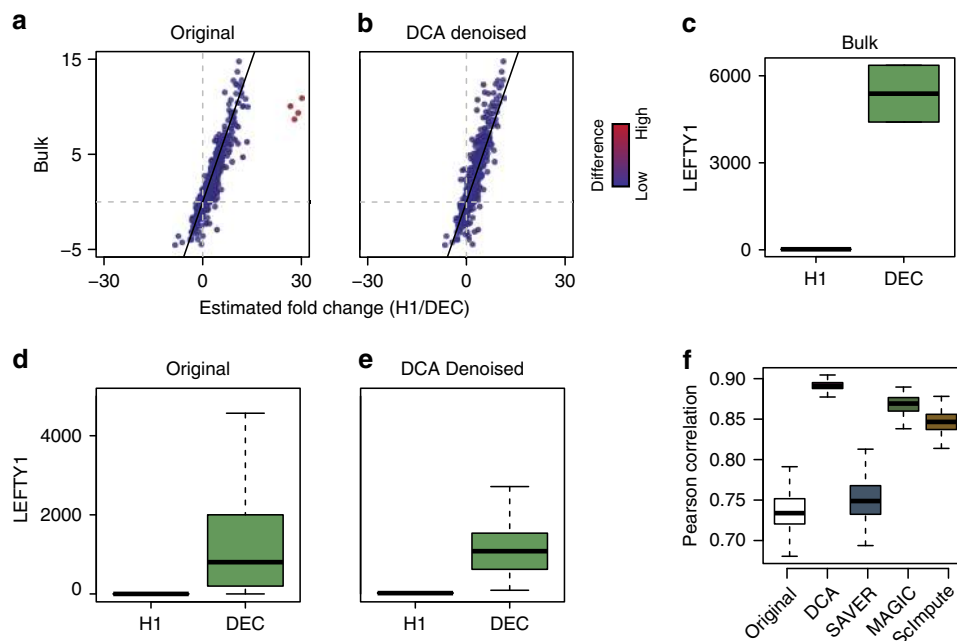 a
Original
b
DCA denoised
c
Bulk
15
5
−5
Bulk
−30
0
30
−30
0
30
Estimated fold change (H1/DEC)
Difference
Low
High
6000
3000
0
LEFTY1
H1
DEC
d
Original
e
DCA Denoised
f
4000
2000
0
LEFTY1
H1
DEC
H1
DEC
0.90
0.85
0.75
0.70
Pearson correlation
Original
DCA
SAVER
MAGIC
ScImpute